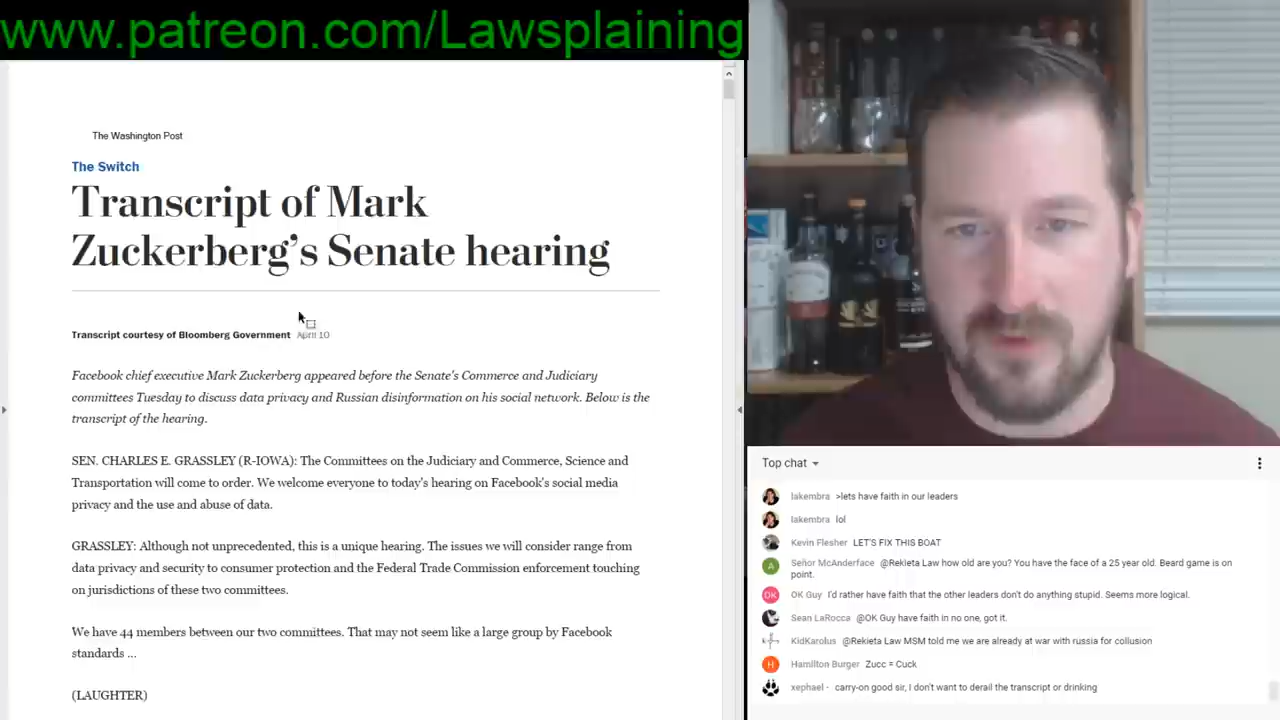 www.patreon.com/Lawsplaining
The Washington Post
The Switch
Transcript of Mark
Zuckerberg's Senate hearing
Transcript courtesy of Bloomberg Government April 10
Facebook chief executive Mark Zuckerberg appeared before the Senate's Commerce and Judiciary
committees Tuesday to discuss data privacy and Russian disinformation on his social network. Below is the
transcript of the hearing.
SEN. CHARLES E. GRASSLEY (R-IOWA): The Committees on the Judiciary and Commerce, Science and
Transportation will come to order. We welcome everyone to today's hearing on Facebook's social media
privacy and the use and abuse of data.
GRASSLEY: Although not unprecedented, this is a unique hearing. The issues we will consider range from
data privacy and security to consumer protection and the Federal Trade Commission enforcement touching
on jurisdictions of these two committees.
We have 44 members between our two committees. That may not seem like a large group by Facebook
standards ...
(LAUGHTER)
Top chat
lakembra >lets have faith in our leaders
lakembra lol
Kevin Flesher LET'S FIX THIS BOAT
Señor McAnderface @Rekieta Law how old are you? You have the face of a 25 year old. Beard game is on
point.
OK Guy I'd rather have faith that the other leaders don't do anything stupid. Seems more logical.
Sean LaRocca @OK Guy have faith in no one, got it.
KidKarolus @Rekieta Law MSM told me we are already at war with russia for collusion
Hamilton Burger Zucc = Cuck
xephael - carry-on good sir, I don't want to derail the transcript or drinking